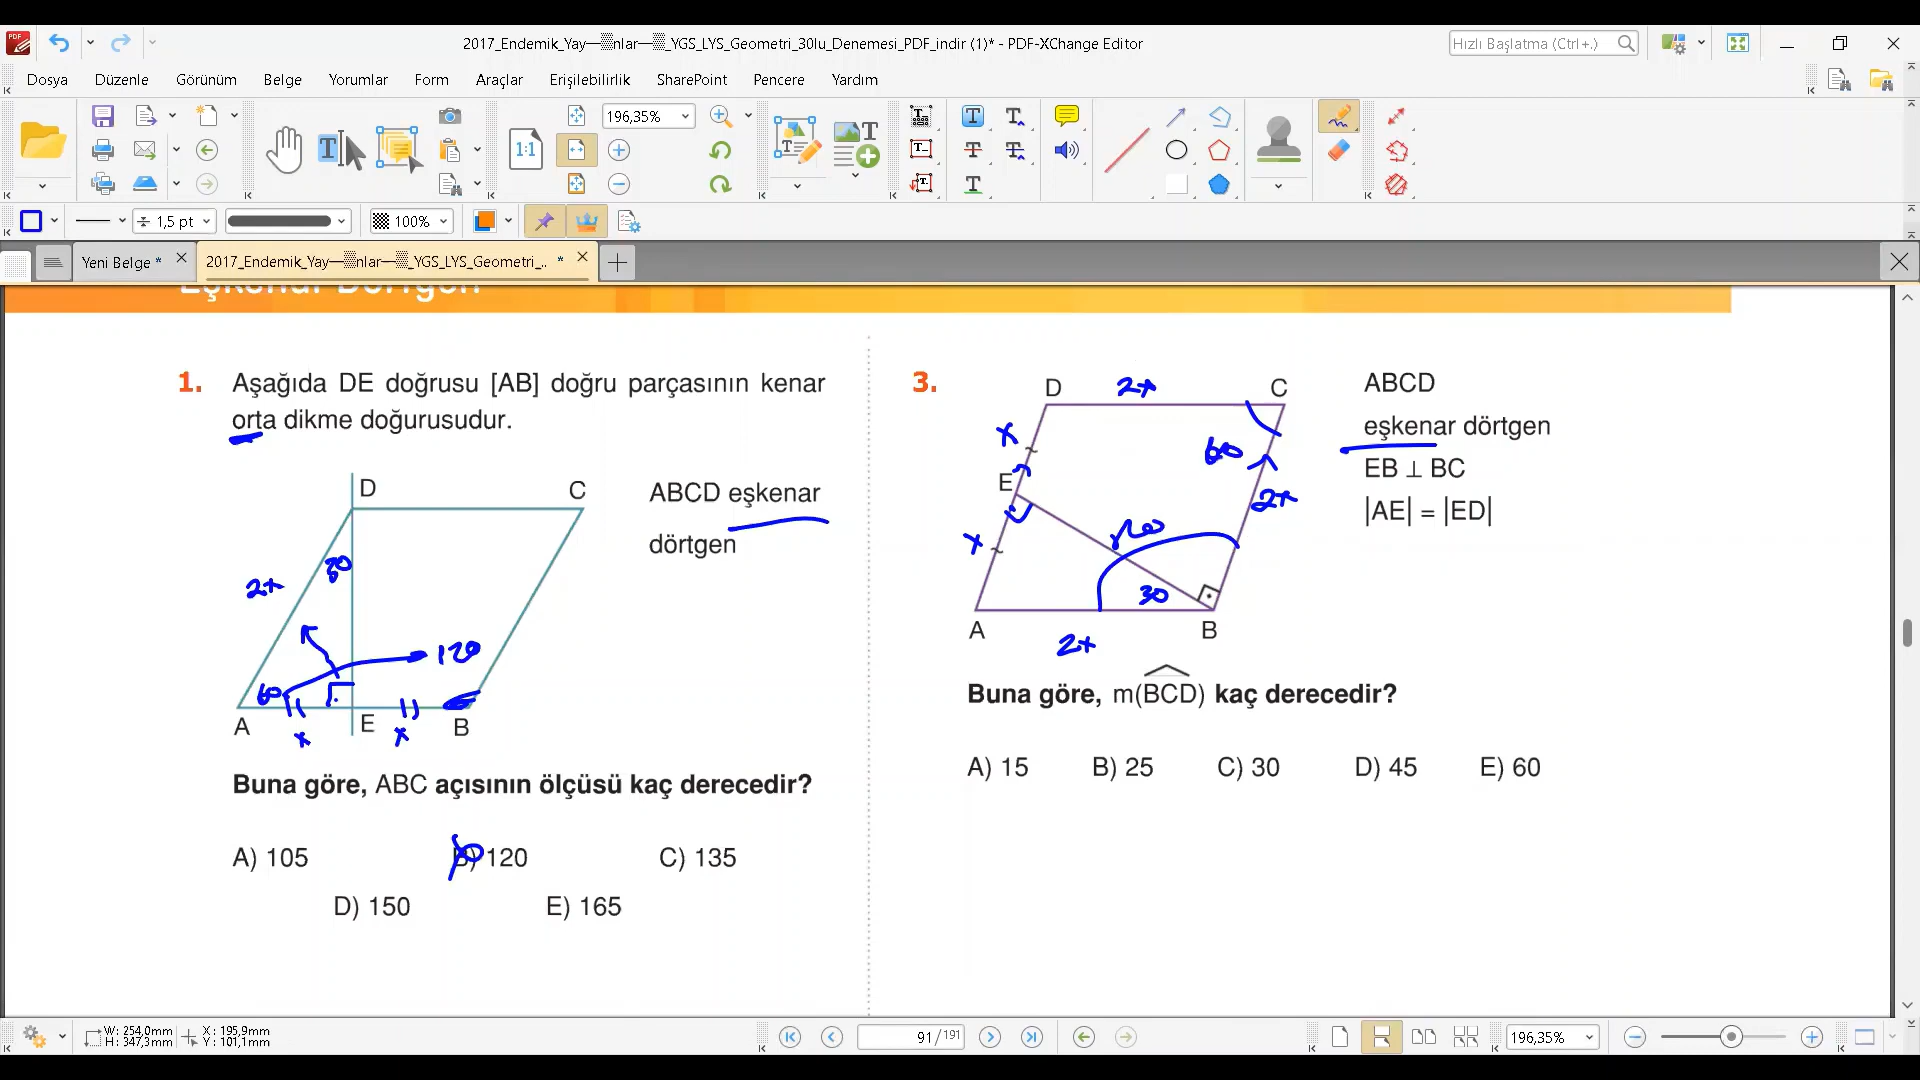 2017_Endemik_Yay—▒nlar—▒_YGS_LYS_Geometri_30lu_Denemesi_PDF_indir (1)* - PDF-XChange Editor
Hızlı Başlatma (Ctrl+.)
Dosya Düzenle Görünüm Belge Yorumlar Form Araçlar Erişilebilirlik SharePoint Pencere Yardım
196,35%
1:1
1,5 pt
100%
Yeni Belge *
2017_Endemik_Yay—▒nlar—▒_YGS_LYS_Geometri_.. *
Eşkenar Dörtgen
1. Aşağıda DE doğrusu [AB] doğru parçasının kenar
orta dikme doğurusudur.
D
C
ABCD eşkenar
dörtgen
30
2x
120
60
A
E
B
x
x
Buna göre, ABC açısının ölçüsü kaç derecedir?
A) 105
B) 120
C) 135
D) 150
E) 165
3.
D
2x
C
x
60
E
2x
120
x
30
A
B
2x
ABCD
eşkenar dörtgen
EB ⊥ BC
|AE| = |ED|
Buna göre, m(BCD) kaç derecedir?
A) 15 B) 25 C) 30 D) 45 E) 60
W: 254,0mm
H: 347,3mm
X: 195,9mm
Y: 101,1mm
91 / 191
196,35%